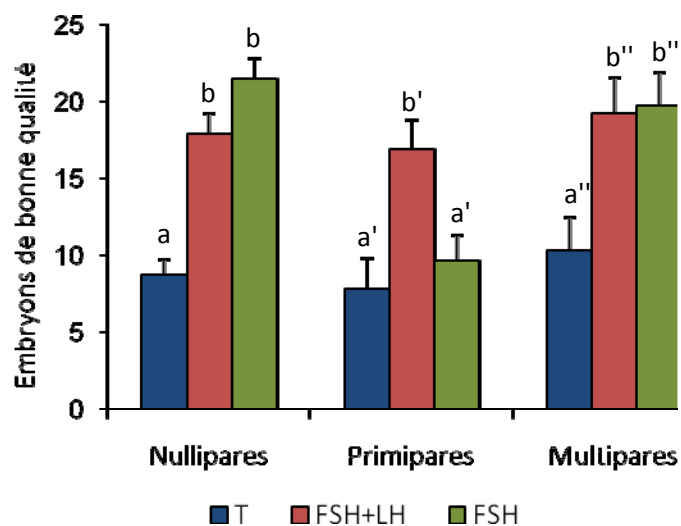 Embryons de bonne qualité
25
20
15
10
5
0
a b b
a' b' a'
a'' b'' b''
Nullipares Primipares Multipares
T FSH+LH FSH